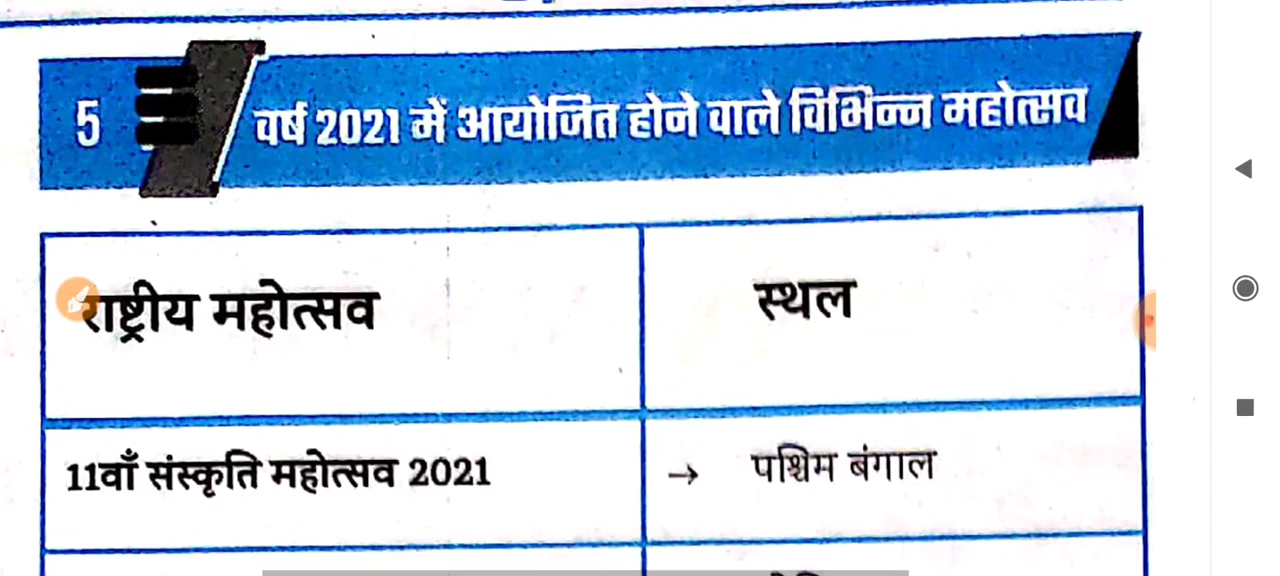 5 वर्ष 2021 में आयोजित होने वाले विभिन्न महोत्सव
राष्ट्रीय महोत्सव स्थल
11वाँ संस्कृति महोत्सव 2021 → पश्चिम बंगाल